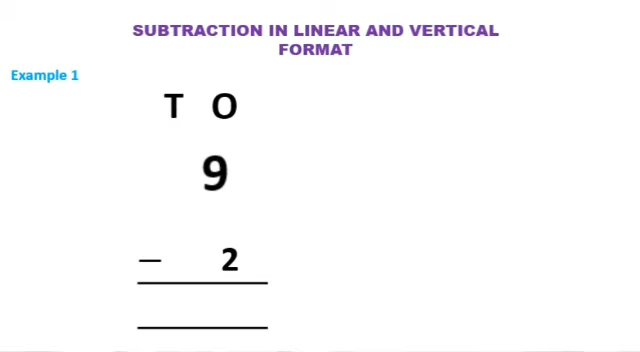 SUBTRACTION IN LINEAR AND VERTICAL
FORMAT
Example 1
T O
9
— 2